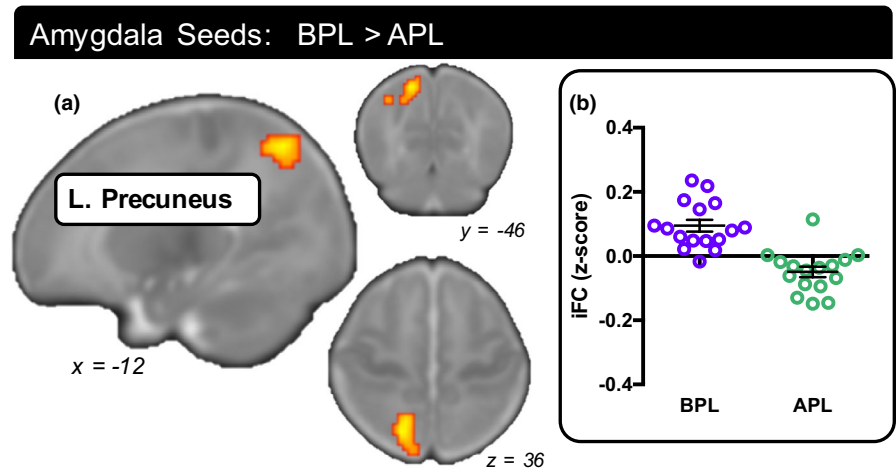 Amygdala Seeds: BPL > APL
(a)
L. Precuneus
x = -12
y = -46
z = 36
(b)
iFC (z-score)
0.4
0.2
0.0
-0.2
-0.4
BPL APL